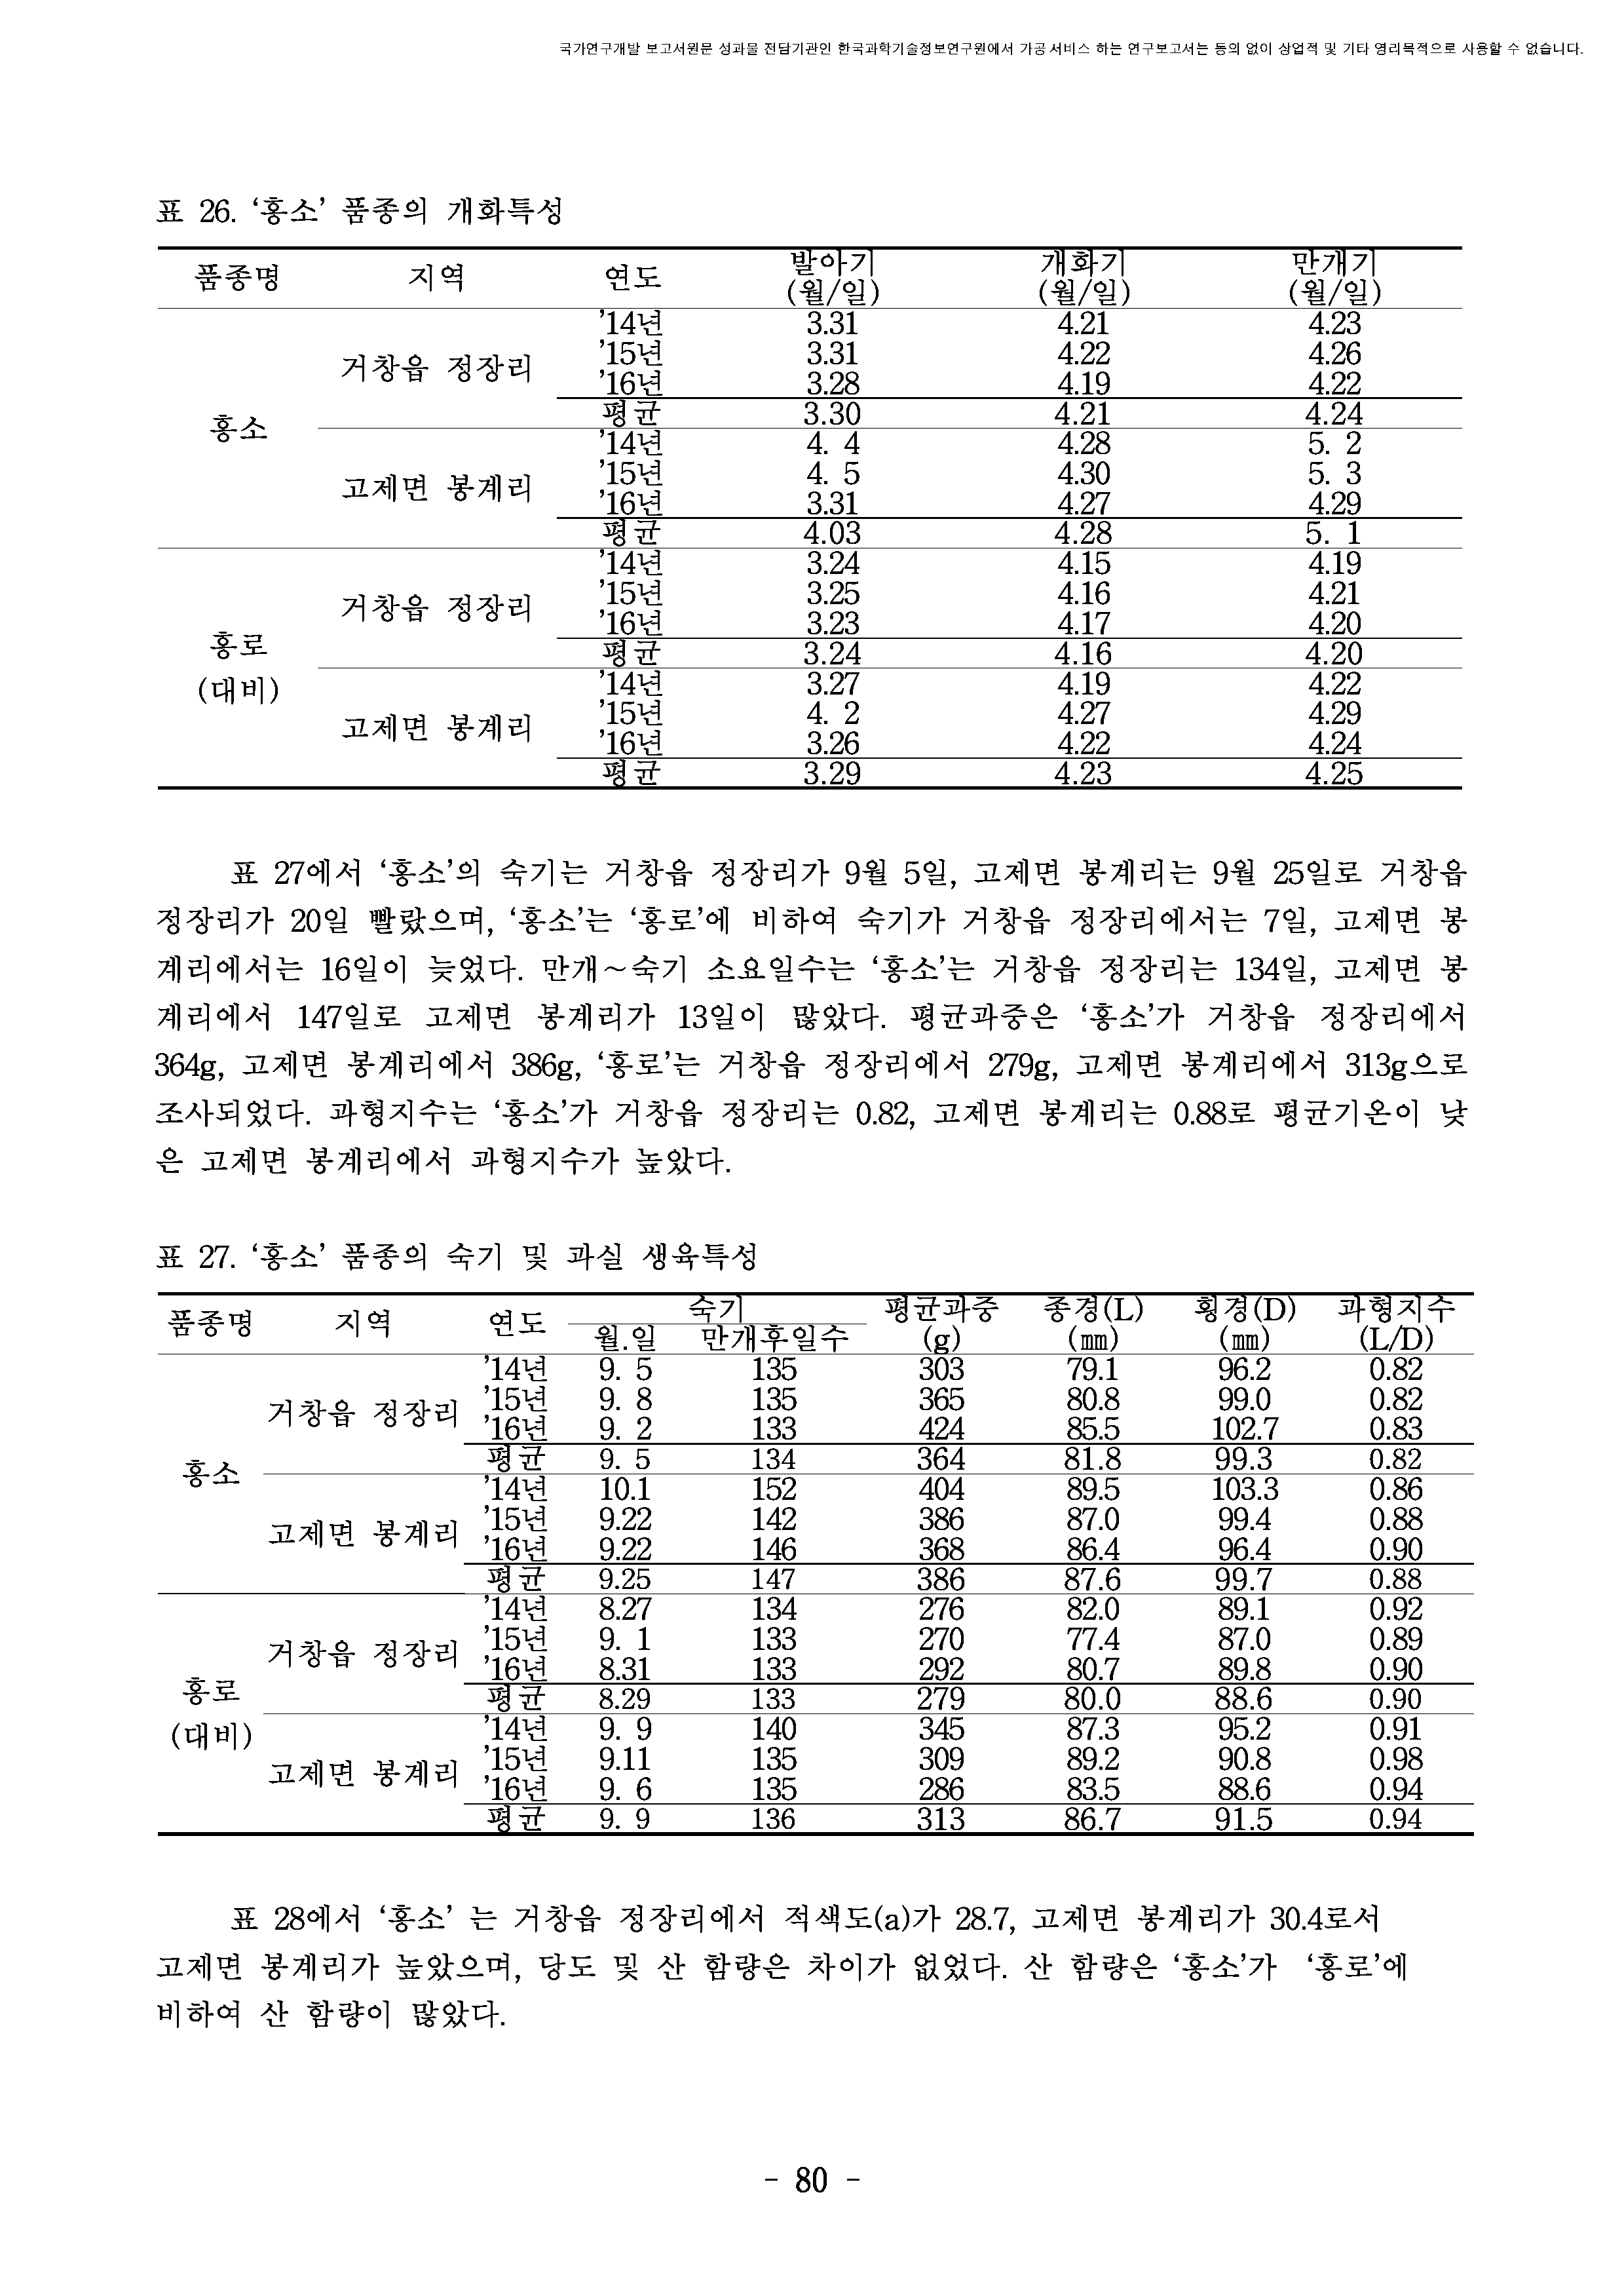 국가연구개발 보고서원문 성과물 전담기관인 한국과학기술정보연구원에서 가공·서비스 하는 연구보고서는 동의 없이 상업적 및 기타 영리목적으로 사용할 수 없습니다.
표 26. ‘홍소’ 품종의 개화특성
품종명 지역 연도 발아기 (월/일) 개화기 (월/일) 만개기 (월/일)
홍소 거창읍 정장리 ’14년 3.31 4.21 4.23
’15년 3.31 4.22 4.26
’16년 3.28 4.19 4.22
평균 3.30 4.21 4.24
고제면 봉계리 ’14년 4. 4 4.28 5. 2
’15년 4. 5 4.30 5. 3
’16년 3.31 4.27 4.29
평균 4.03 4.28 5. 1
홍로 (대비) 거창읍 정장리 ’14년 3.24 4.15 4.19
’15년 3.25 4.16 4.21
’16년 3.23 4.17 4.20
평균 3.24 4.16 4.20
고제면 봉계리 ’14년 3.27 4.19 4.22
’15년 4. 2 4.27 4.29
’16년 3.26 4.22 4.24
평균 3.29 4.23 4.25
표 27에서 ‘홍소’의 숙기는 거창읍 정장리가 9월 5일, 고제면 봉계리는 9월 25일로 거창읍
정장리가 20일 빨랐으며, ‘홍소’는 ‘홍로’에 비하여 숙기가 거창읍 정장리에서는 7일, 고제면 봉
계리에서는 16일이 늦었다. 만개～숙기 소요일수는 ‘홍소’는 거창읍 정장리는 134일, 고제면 봉
계리에서 147일로 고제면 봉계리가 13일이 많았다. 평균과중은 ‘홍소’가 거창읍 정장리에서
364g, 고제면 봉계리에서 386g, ‘홍로’는 거창읍 정장리에서 279g, 고제면 봉계리에서 313g으로
조사되었다. 과형지수는 ‘홍소’가 거창읍 정장리는 0.82, 고제면 봉계리는 0.88로 평균기온이 낮
은 고제면 봉계리에서 과형지수가 높았다.
표 27. ‘홍소’ 품종의 숙기 및 과실 생육특성
품종명 지역 연도 숙기 평균과중 (g) 종경(L) (㎜) 횡경(D) (㎜) 과형지수 (L/D)
월.일 만개후일수
홍소 거창읍 정장리 ’14년 9. 5 135 303 79.1 96.2 0.82
’15년 9. 8 135 365 80.8 99.0 0.82
’16년 9. 2 133 424 85.5 102.7 0.83
평균 9. 5 134 364 81.8 99.3 0.82
고제면 봉계리 ’14년 10.1 152 404 89.5 103.3 0.86
’15년 9.22 142 386 87.0 99.4 0.88
’16년 9.22 146 368 86.4 96.4 0.90
평균 9.25 147 386 87.6 99.7 0.88
홍로 (대비) 거창읍 정장리 ’14년 8.27 134 276 82.0 89.1 0.92
’15년 9. 1 133 270 77.4 87.0 0.89
’16년 8.31 133 292 80.7 89.8 0.90
평균 8.29 133 279 80.0 88.6 0.90
고제면 봉계리 ’14년 9. 9 140 345 87.3 95.2 0.91
’15년 9.11 135 309 89.2 90.8 0.98
’16년 9. 6 135 286 83.5 88.6 0.94
평균 9. 9 136 313 86.7 91.5 0.94
표 28에서 ‘홍소’ 는 거창읍 정장리에서 적색도(a)가 28.7, 고제면 봉계리가 30.4로서
고제면 봉계리가 높았으며, 당도 및 산 함량은 차이가 없었다. 산 함량은 ‘홍소’가 ‘홍로’에
비하여 산 함량이 많았다.
- 80 -